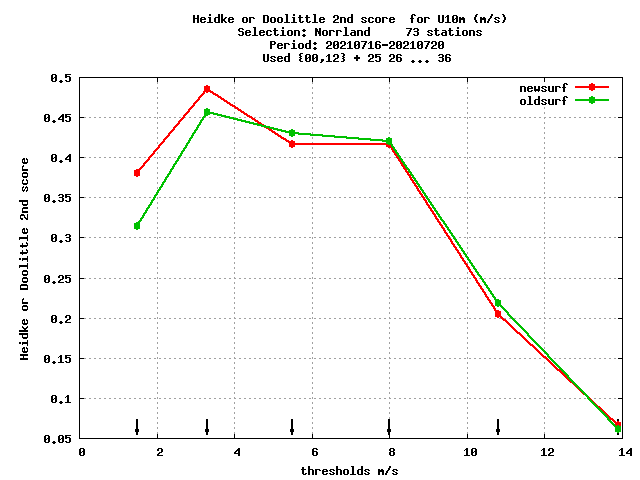 Heidke or Doolittle 2nd score  for U10m (m/s)
Selection: Norrland     73 stations
Period: 20210716-20210720
Used {00,12} + 25 26 ... 36
newsurf
oldsurf
Heidke or Doolittle 2nd score
0.5
0.45
0.4
0.35
0.3
0.25
0.2
0.15
0.1
0.05
0 2 4 6 8 10 12 14
thresholds m/s